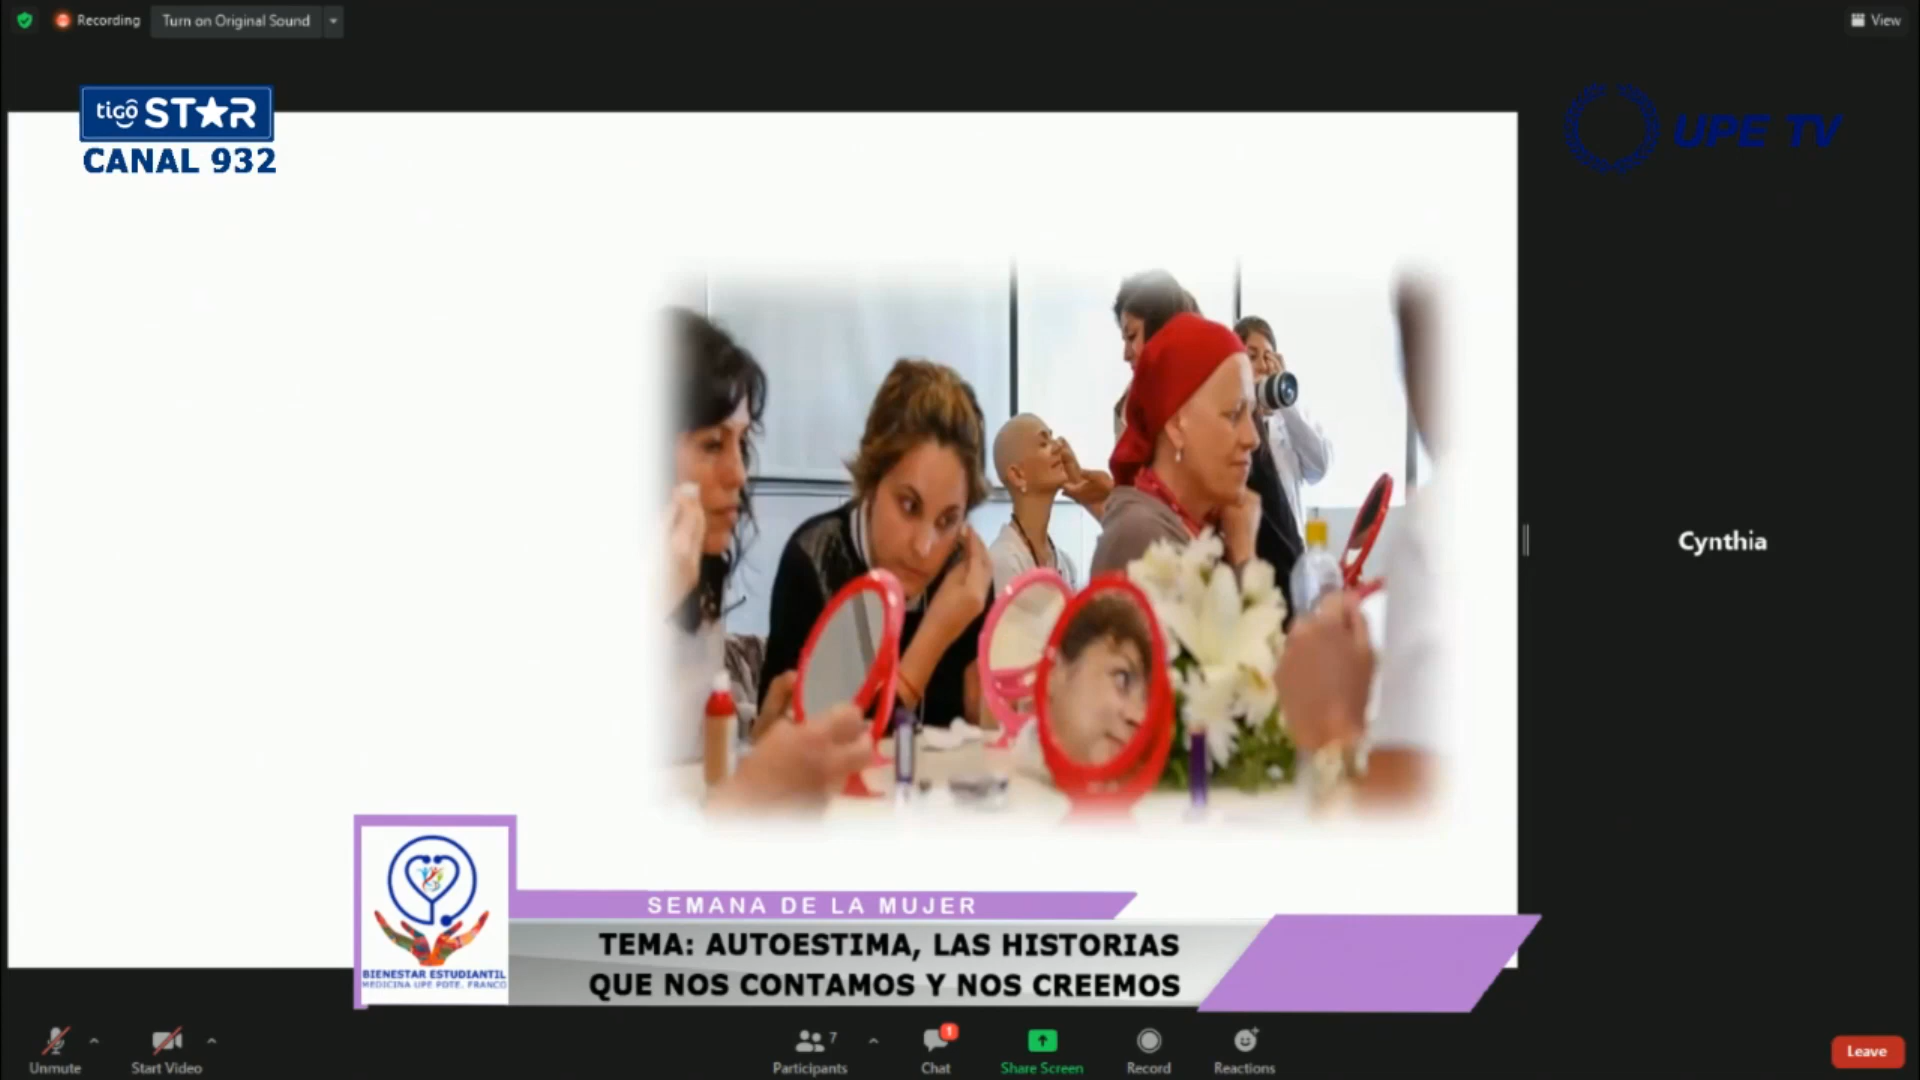 Recording
Turn on Original Sound
View
tigo STAR
CANAL 932
UPE TV
Cynthia
SEMANA DE LA MUJER
TEMA: AUTOESTIMA, LAS HISTORIAS
QUE NOS CONTAMOS Y NOS CREEMOS
BIENESTAR ESTUDIANTIL
MEDICINA UPE PDTE. FRANCO
Unmute
Start Video
7
Participants
1
Chat
Share Screen
Record
Reactions
Leave